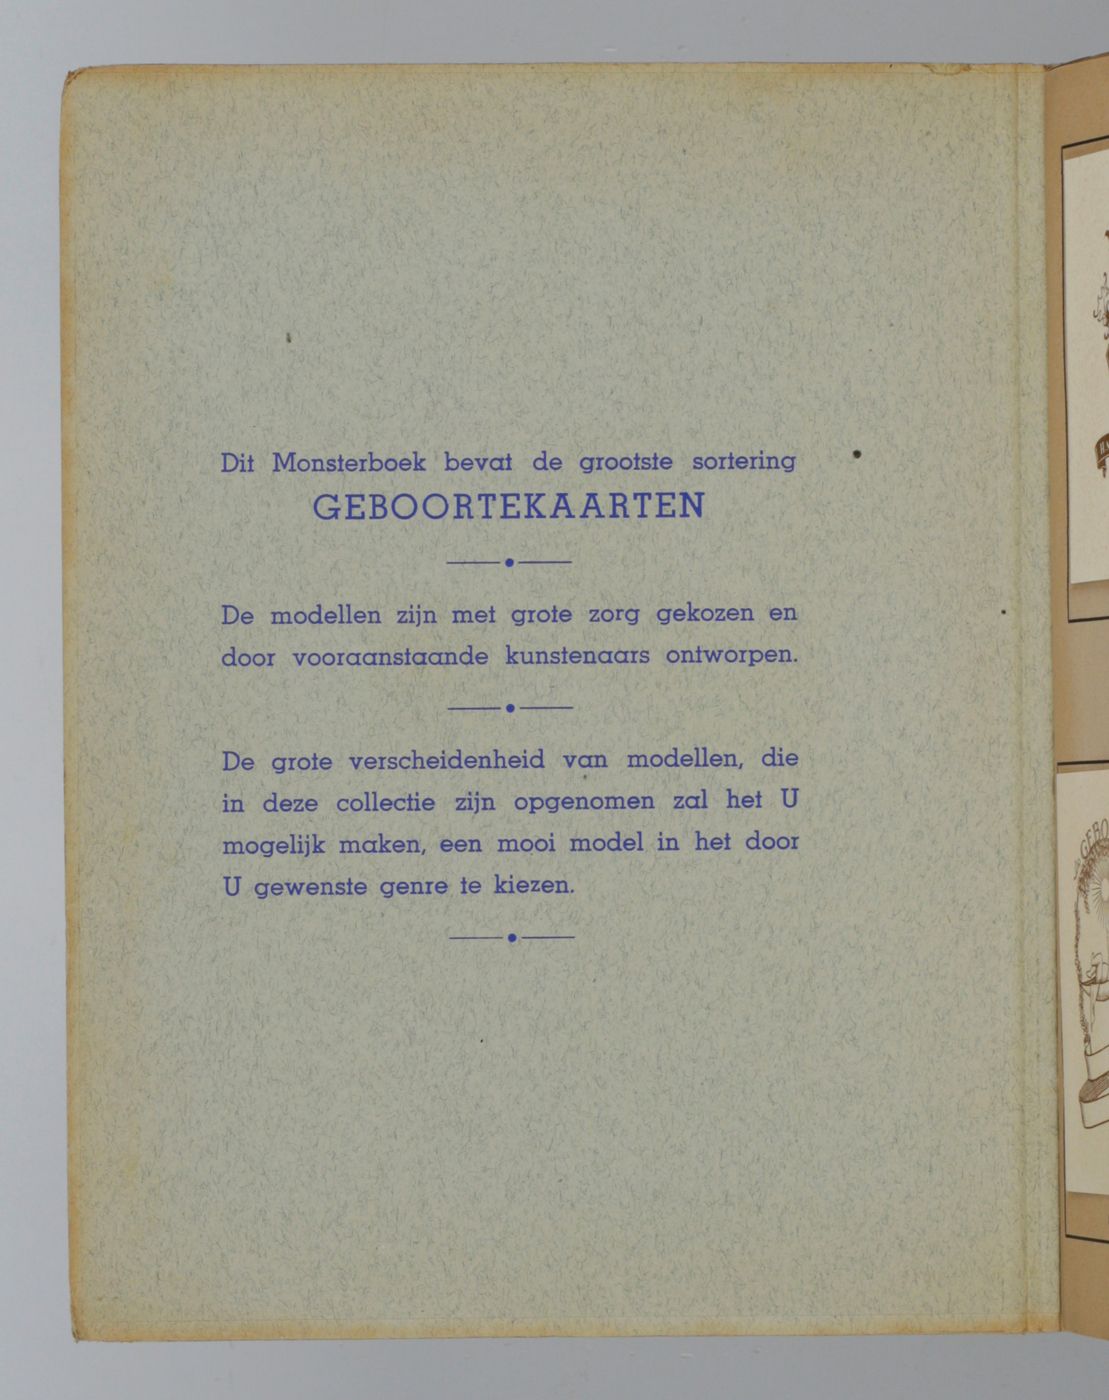 Dit Monsterboek bevat de grootste sortering
GEBOORTEKAARTEN
De modellen zijn met grote zorg gekozen en
door vooraanstaande kunstenaars ontworpen.
De grote verscheidenheid van modellen, die
in deze collectie zijn opgenomen zal het U
mogelijk maken, een mooi model in het door
U gewenste genre te kiezen.